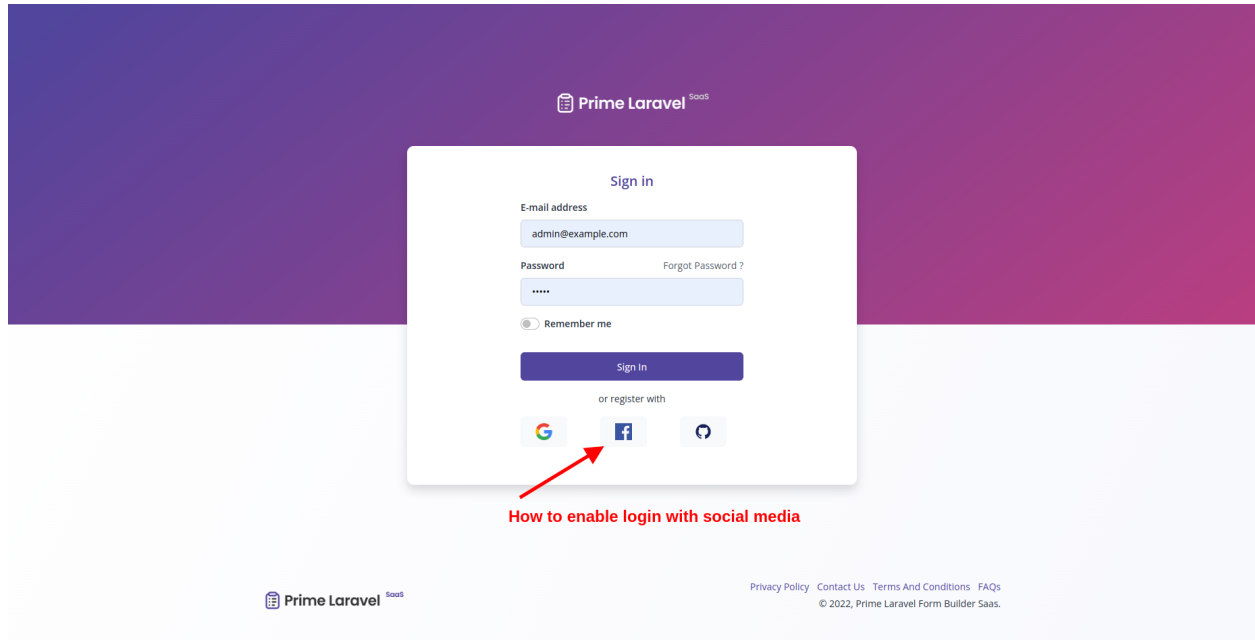 Prime Laravel SaaS
Sign in
E-mail address
admin@example.com
Password Forgot Password ?
•••••
Remember me
Sign In
or register with
How to enable login with social media
Prime Laravel SaaS
Privacy Policy Contact Us Terms And Conditions FAQs
© 2022, Prime Laravel Form Builder Saas.